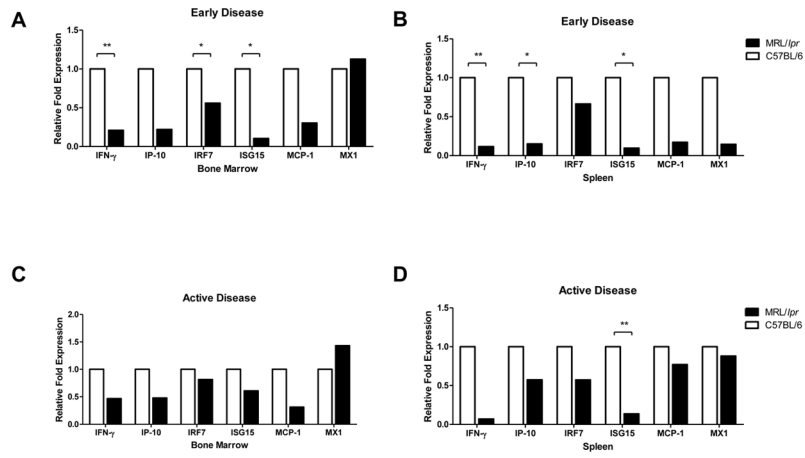 A
Early Disease
Relative Fold Expression
1.5
1.0
0.5
0.0
**
*
*
IFN-γ IP-10 IRF7 ISG15 MCP-1 MX1
Bone Marrow
B
Early Disease
Relative Fold Expression
1.5
1.0
0.5
0.0
**
*
*
IFN-γ IP-10 IRF7 ISG15 MCP-1 MX1
Spleen
MRL/lpr
C57BL/6
C
Active Disease
Relative Fold Expression
2.0
1.5
1.0
0.5
0.0
IFN-γ IP-10 IRF7 ISG15 MCP-1 MX1
Bone Marrow
D
Active Disease
Relative Fold Expression
1.5
1.0
0.5
0.0
**
IFN-γ IP-10 IRF7 ISG15 MCP-1 MX1
Spleen
MRL/lpr
C57BL/6